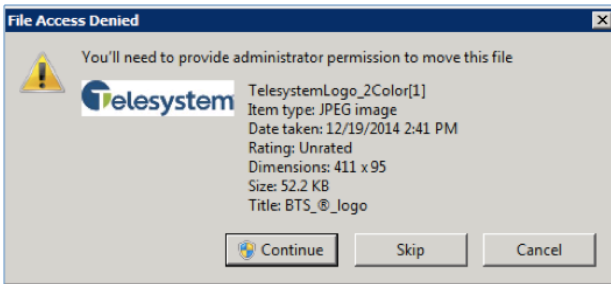 File Access Denied
You'll need to provide administrator permission to move this file
Telesystem
TelesystemLogo_2Color[1]
Item type: JPEG image
Date taken: 12/19/2014 2:41 PM
Rating: Unrated
Dimensions: 411 x 95
Size: 52.2 KB
Title: BTS_®_logo
Continue
Skip
Cancel